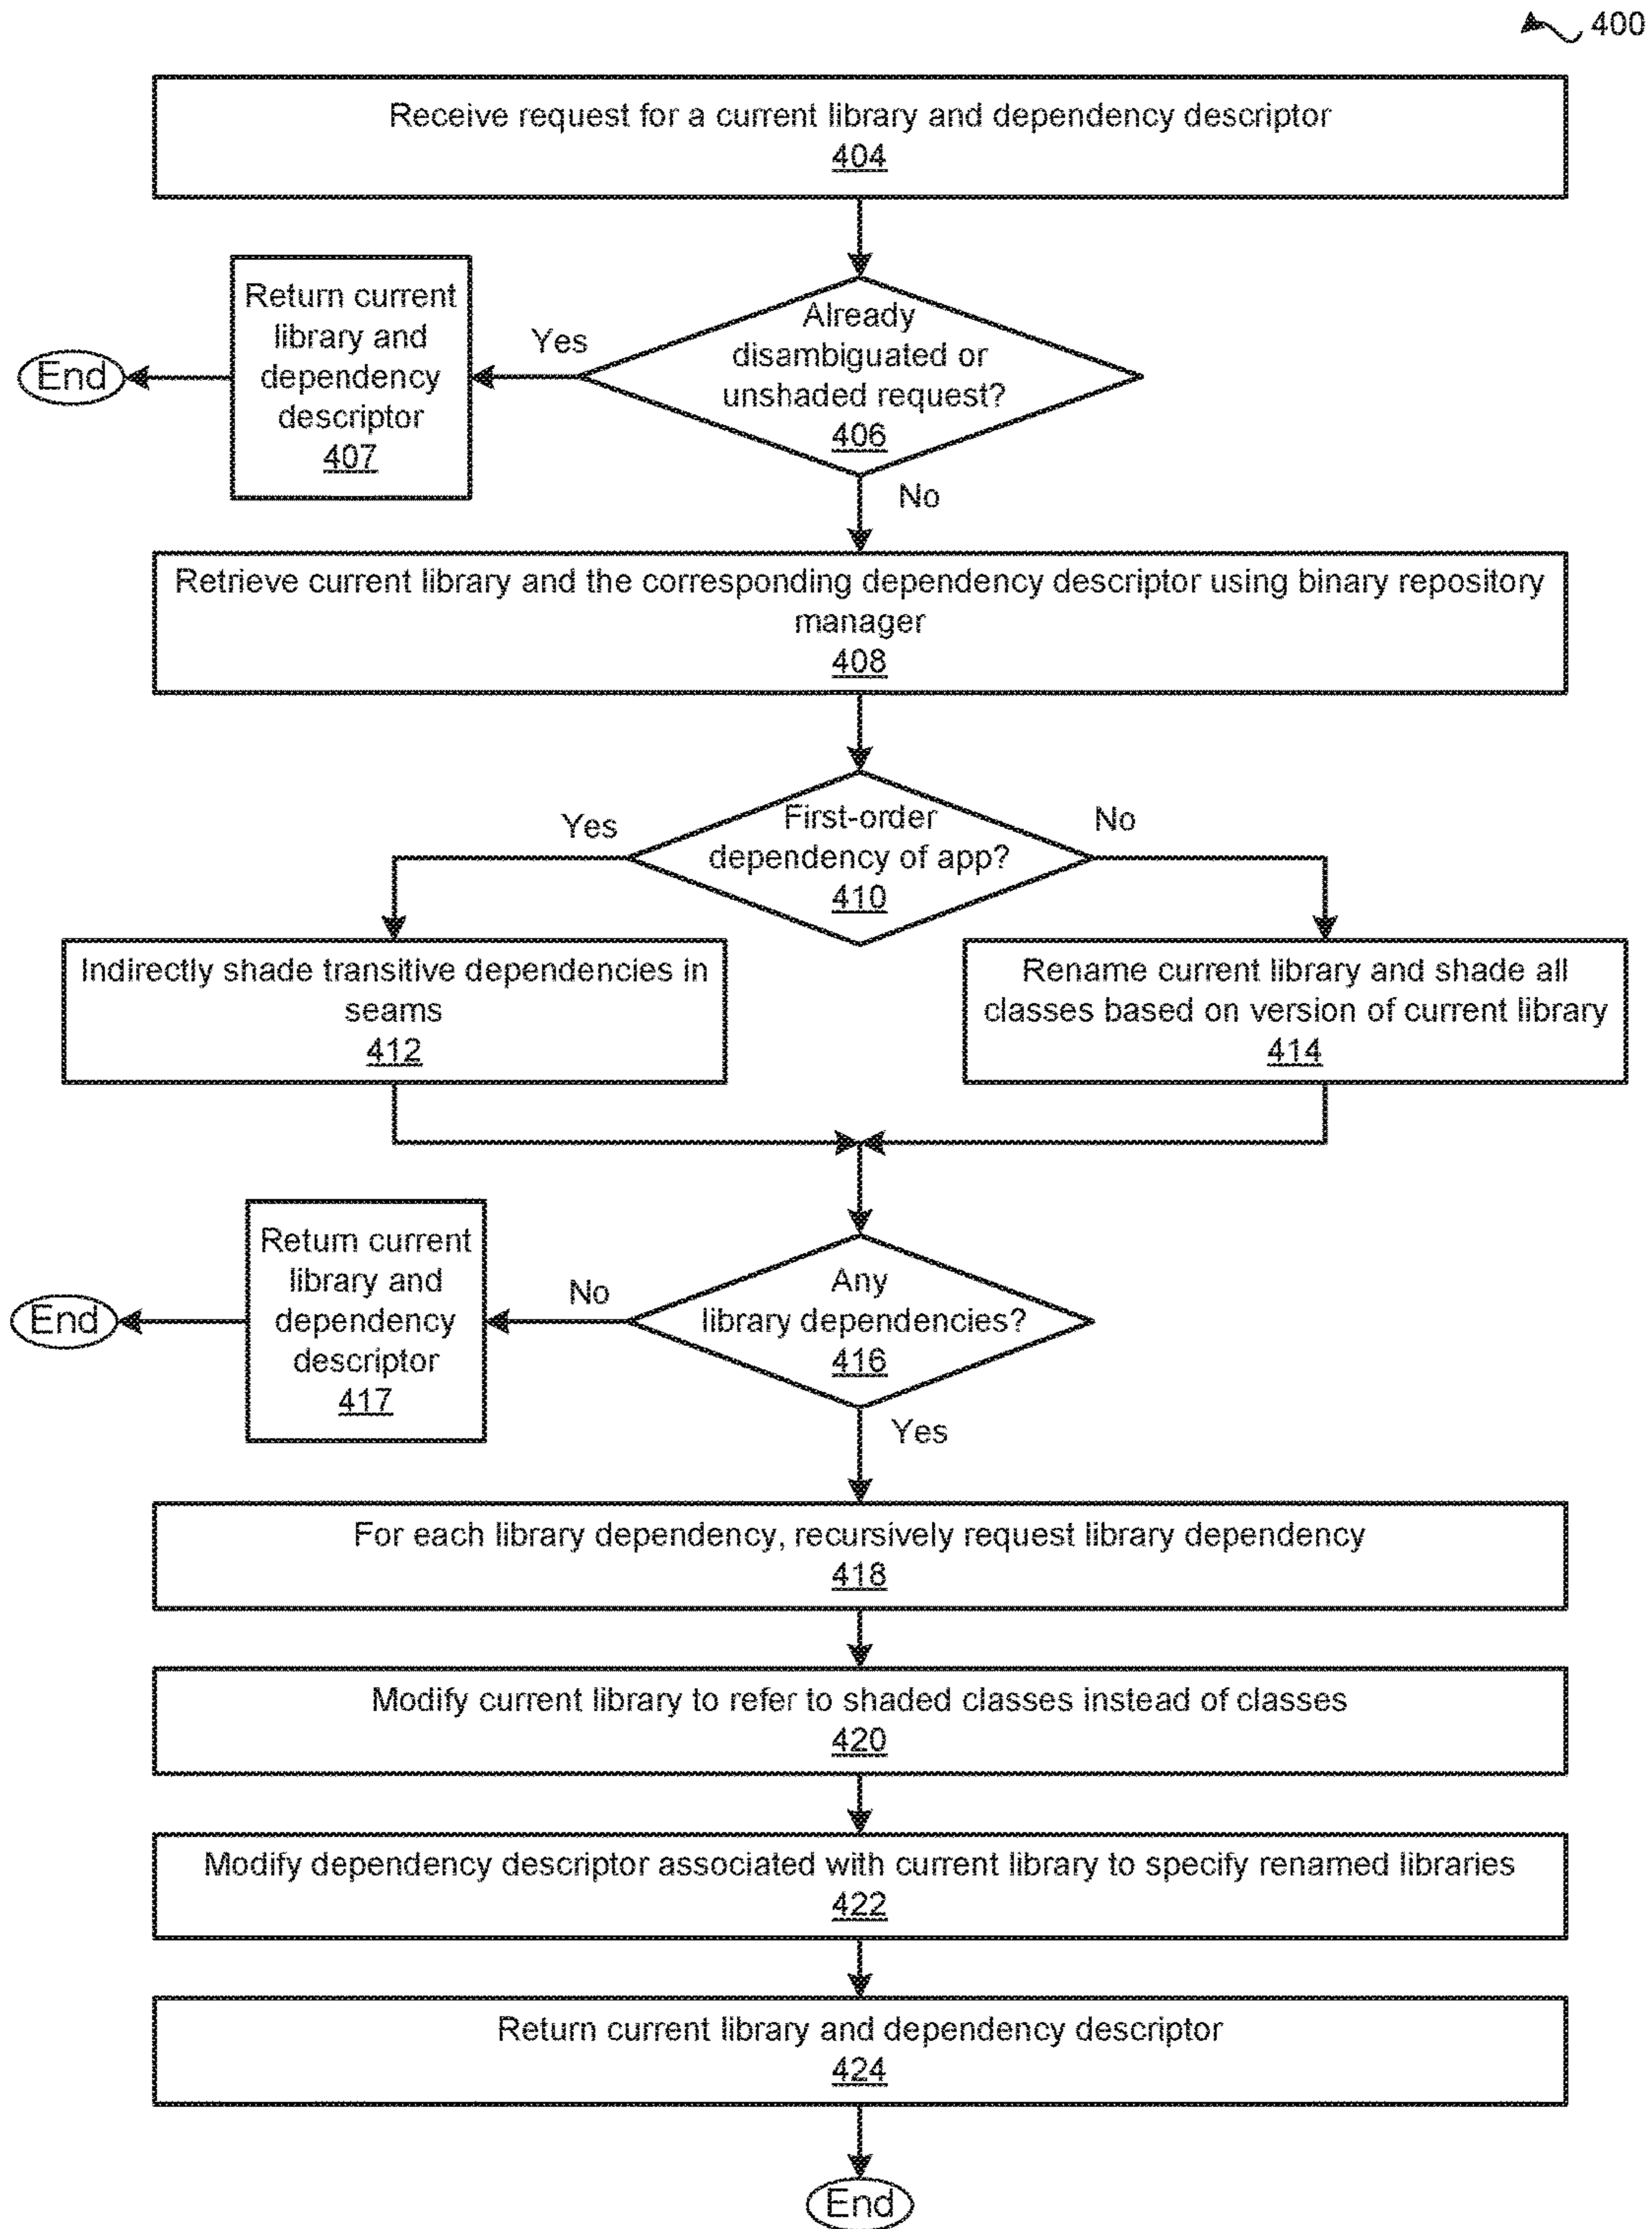 400
Receive request for a current library and dependency descriptor
404
Already
disambiguated or
unshaded request?
406
Yes
Return current
library and
dependency
descriptor
407
End
No
Retrieve current library and the corresponding dependency descriptor using binary repository
manager
408
First-order
dependency of app?
410
Yes
No
Indirectly shade transitive dependencies in
seams
412
Rename current library and shade all
classes based on version of current library
414
Any
library dependencies?
416
No
Return current
library and
dependency
descriptor
417
End
Yes
For each library dependency, recursively request library dependency
418
Modify current library to refer to shaded classes instead of classes
420
Modify dependency descriptor associated with current library to specify renamed libraries
422
Return current library and dependency descriptor
424
End